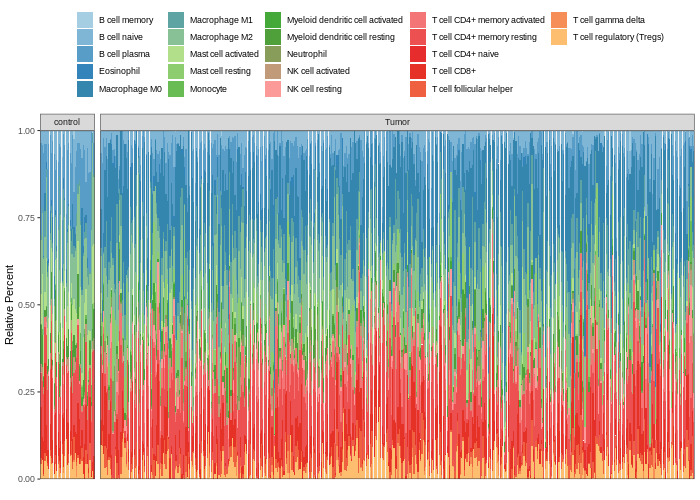 B cell memory
B cell naive
B cell plasma
Eosinophil
Macrophage M0
Macrophage M1
Macrophage M2
Mast cell activated
Mast cell resting
Monocyte
Myeloid dendritic cell activated
Myeloid dendritic cell resting
Neutrophil
NK cell activated
NK cell resting
T cell CD4+ memory activated
T cell CD4+ memory resting
T cell CD4+ naive
T cell CD8+
T cell follicular helper
T cell gamma delta
T cell regulatory (Tregs)
control
Tumor
1.00
0.75
0.50
0.25
0.00
Relative Percent